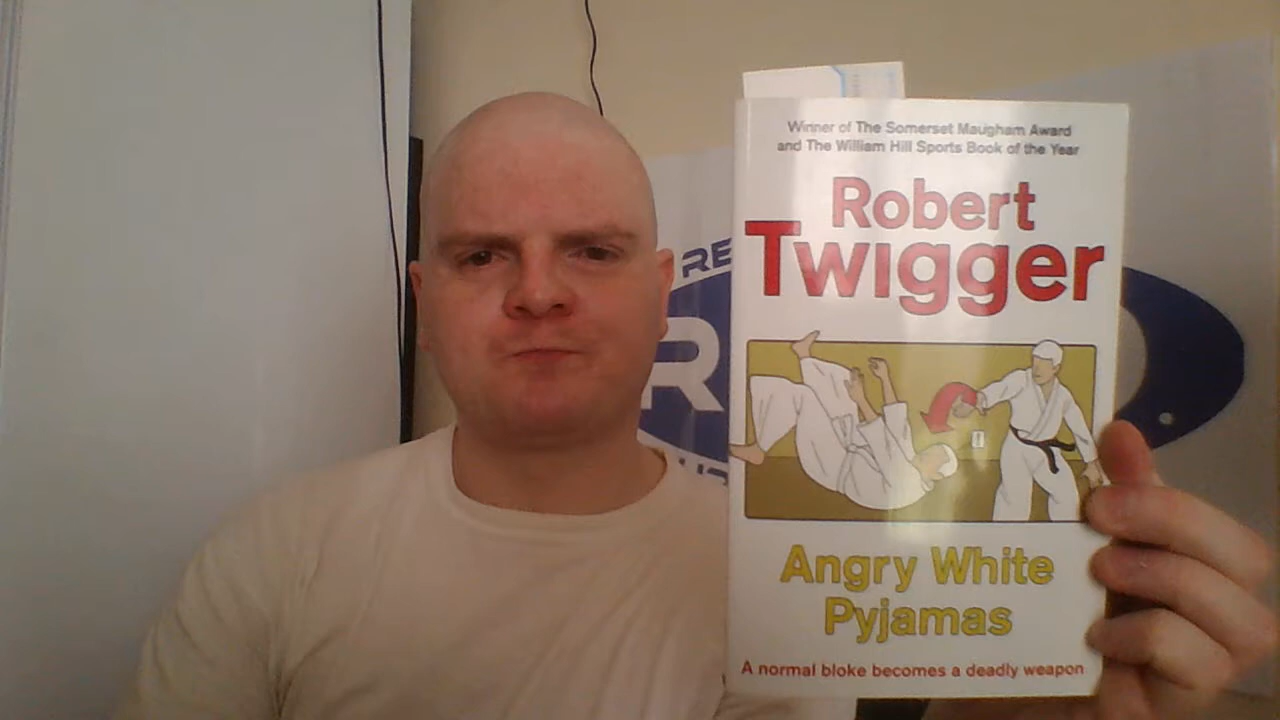 Winner of The Somerset Maugham Award
and The William Hill Sports Book of the Year
Robert
Twigger
Angry White
Pyjamas
A normal bloke becomes a deadly weapon
RE
R